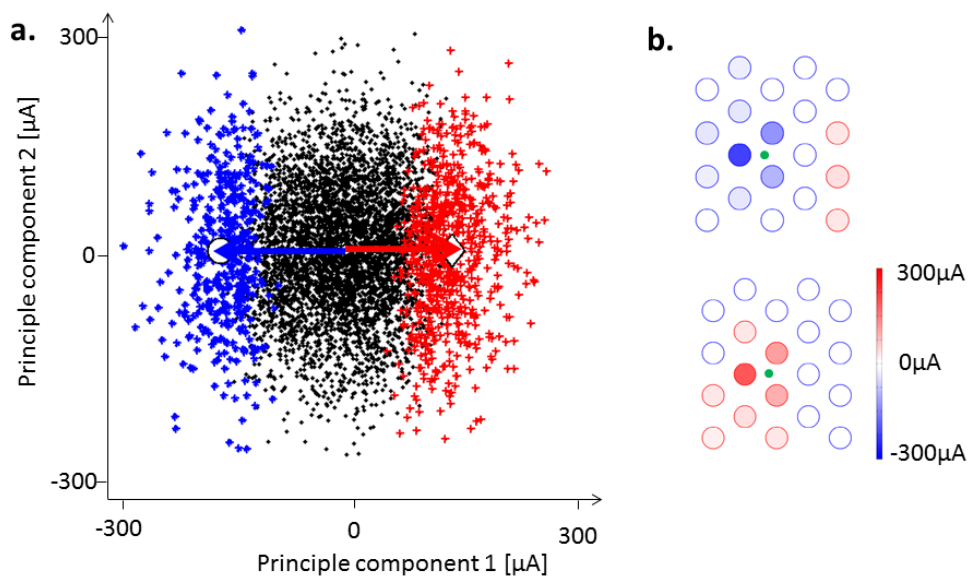 a.
300
0
-300
Principle component 2 [µA]
-300
0
300
Principle component 1 [µA]
b.
300µA
0µA
-300µA